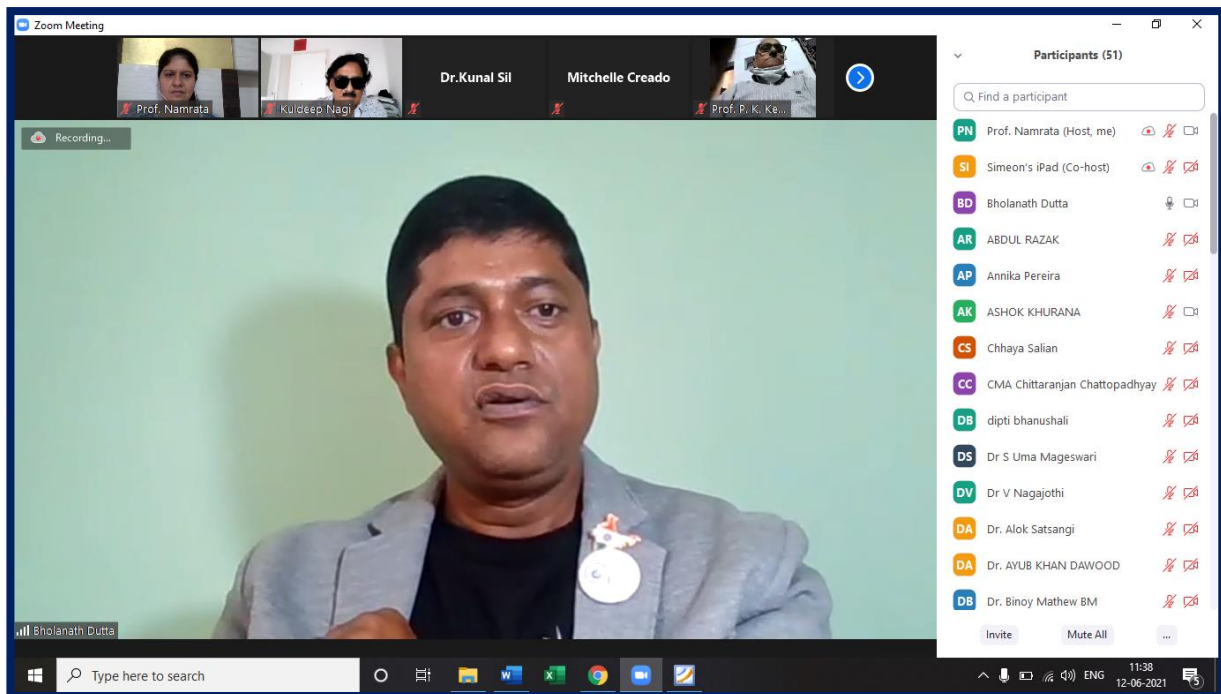 Zoom Meeting
Prof. Namrata
Kuldeep Nagi
Dr.Kunal Sil
Mitchelle Creado
Prof. P. K. Ke...
Recording...
Bholanath Dutta
Participants (51)
Find a participant
PN Prof. Namrata (Host, me)
SI Simeon's iPad (Co-host)
BD Bholanath Dutta
AR ABDUL RAZAK
AP Annika Pereira
AK ASHOK KHURANA
CS Chhaya Salian
CC CMA Chittaranjan Chattopadhyay
DB dipti bhanushali
DS Dr S Uma Mageswari
DV Dr V Nagajothi
DA Dr. Alok Satsangi
DA Dr. AYUB KHAN DAWOOD
DB Dr. Binoy Mathew BM
Invite Mute All ...
Type here to search
ENG
11:38
12-06-2021
5